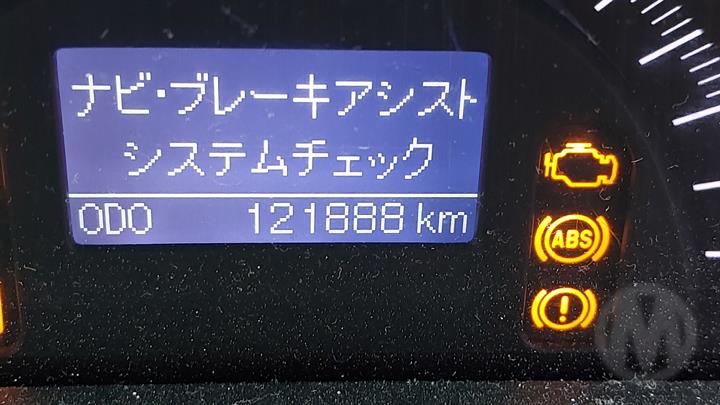 ナビ・ブレーキアシスト
システムチェック
ODO 121888 km
ABS
!
M